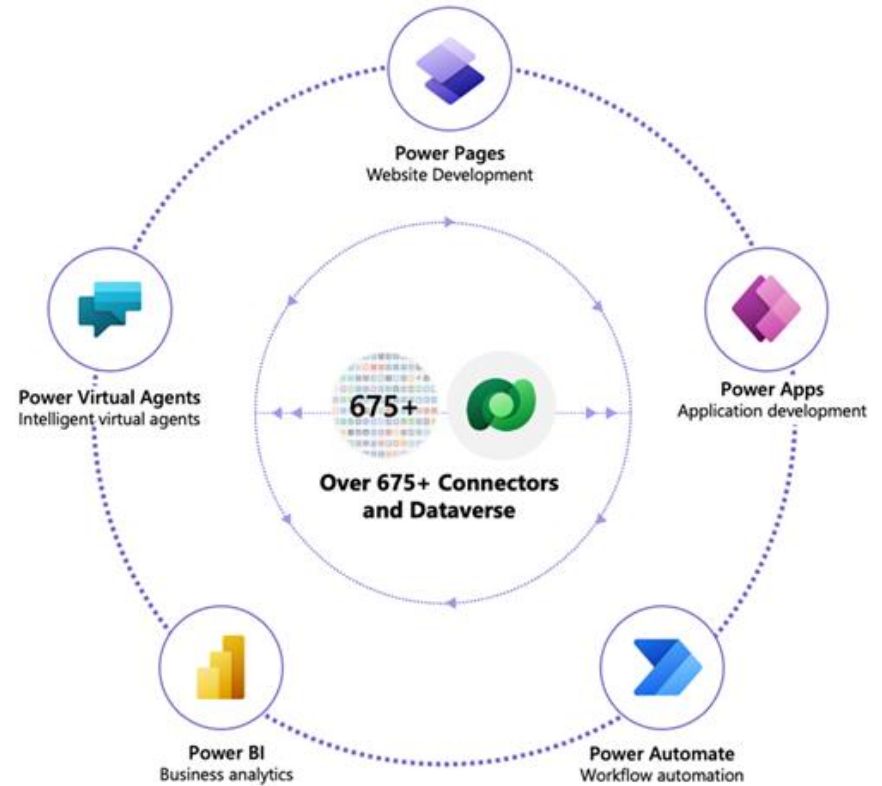 Power Pages
Website Development
Power Virtual Agents
Intelligent virtual agents
Power Apps
Application development
675+
Over 675+ Connectors
and Dataverse
Power BI
Business analytics
Power Automate
Workflow automation